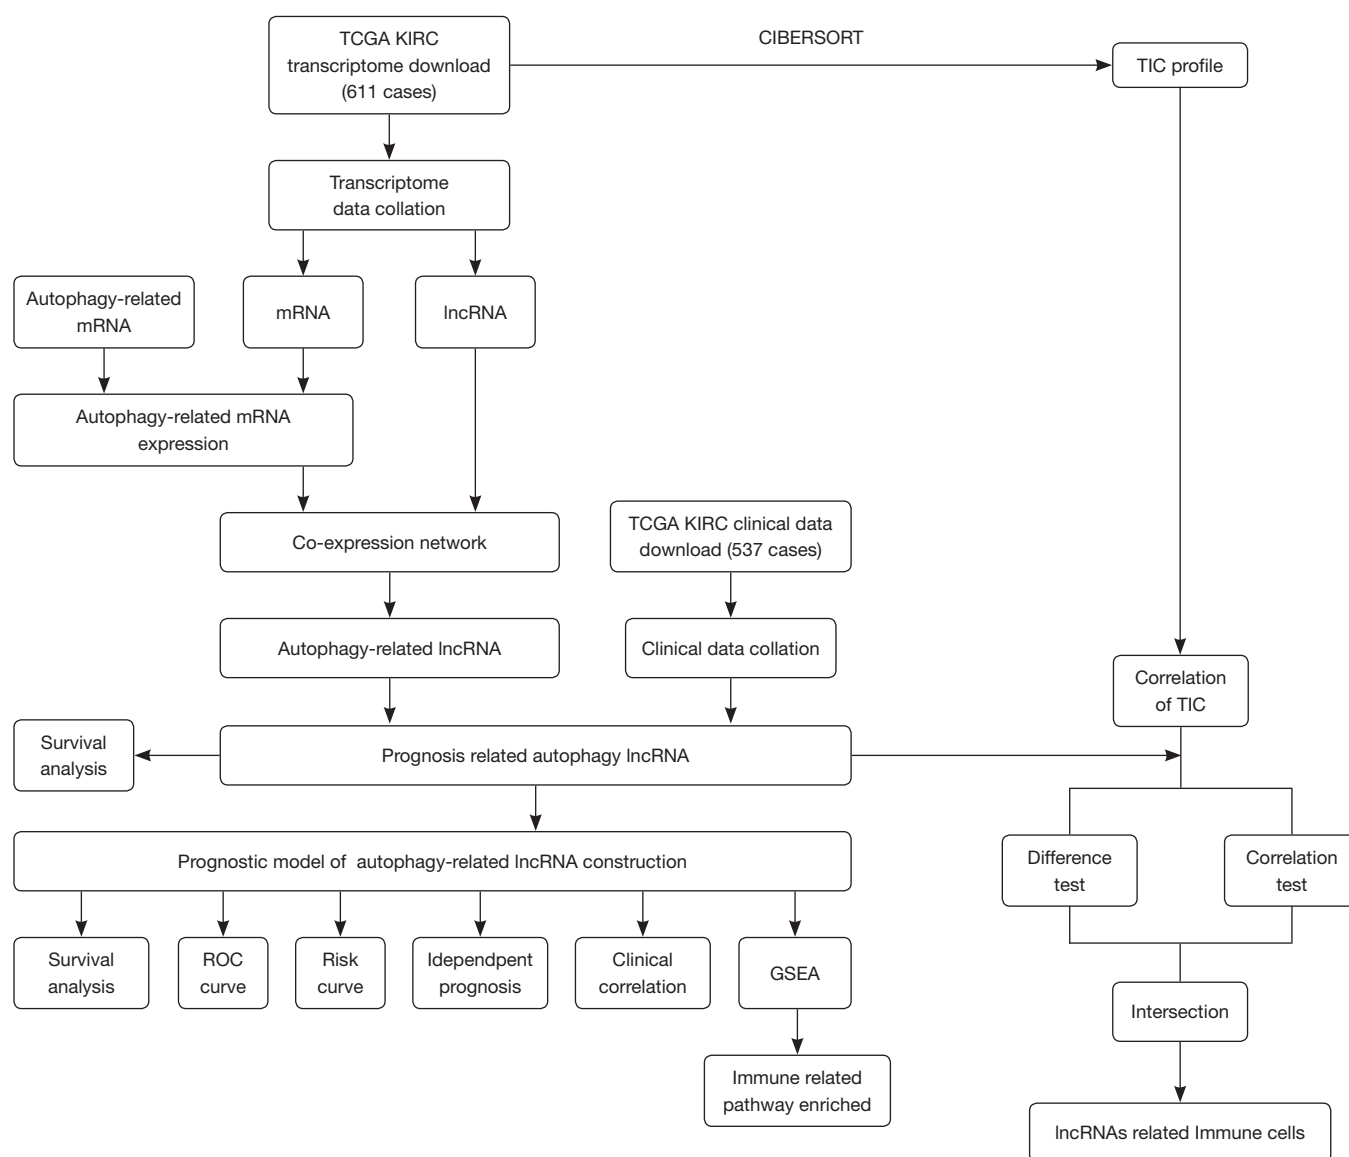 TCGA KIRC
transcriptome download
(611 cases)
CIBERSORT
TIC profile
Transcriptome
data collation
Autophagy-related
mRNA
mRNA
lncRNA
Autophagy-related mRNA
expression
Co-expression network
TCGA KIRC clinical data
download (537 cases)
Autophagy-related lncRNA
Clinical data collation
Correlation
of TIC
Survival
analysis
Prognosis related autophagy lncRNA
Prognostic model of autophagy-related lncRNA construction
Difference
test
Correlation
test
Survival
analysis
ROC
curve
Risk
curve
Idependpent
prognosis
Clinical
correlation
GSEA
Intersection
Immune related
pathway enriched
lncRNAs related Immune cells